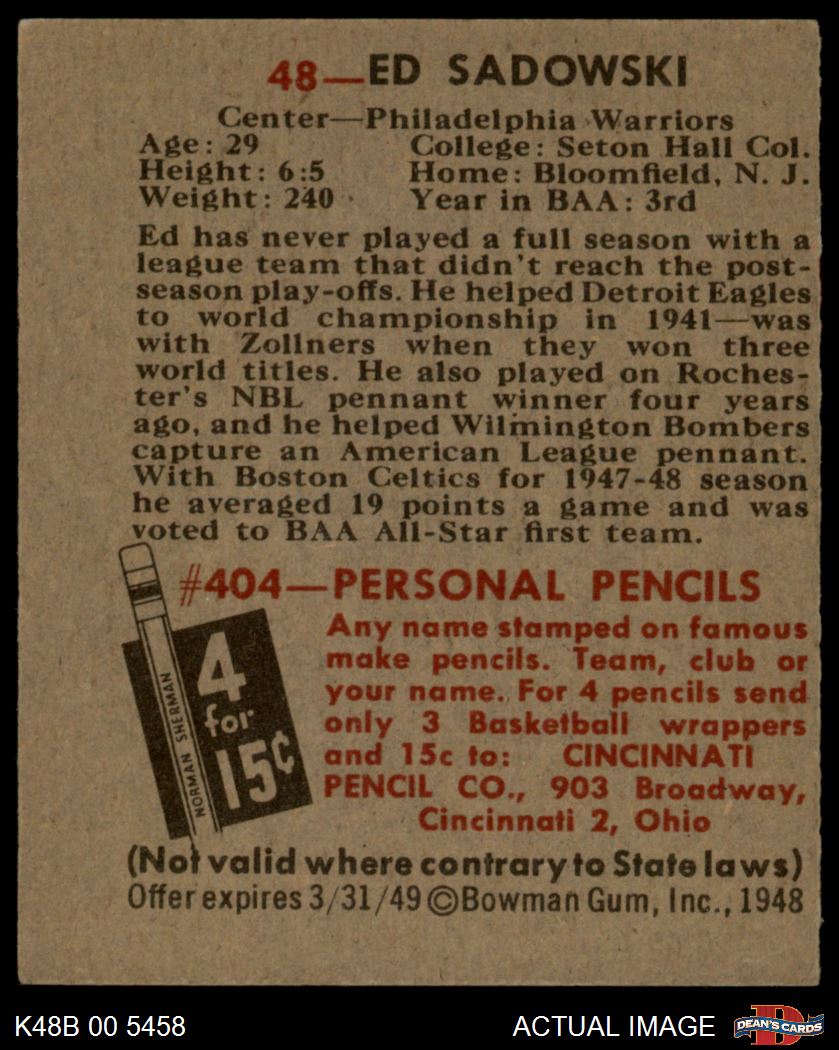 48—ED SADOWSKI
Center—Philadelphia Warriors
Age: 29 College: Seton Hall Col.
Height: 6:5 Home: Bloomfield, N. J.
Weight: 240 Year in BAA: 3rd
Ed has never played a full season with a
league team that didn't reach the post-
season play-offs. He helped Detroit Eagles
to world championship in 1941—was
with Zollners when they won three
world titles. He also played on Roches-
ter's NBL pennant winner four years
ago, and he helped Wilmington Bombers
capture an American League pennant.
With Boston Celtics for 1947-48 season
he averaged 19 points a game and was
voted to BAA All-Star first team.
#404—PERSONAL PENCILS
NORMAN SHERMAN
4
for
15¢
Any name stamped on famous
make pencils. Team, club or
your name. For 4 pencils send
only 3 Basketball wrappers
and 15c to: CINCINNATI
PENCIL CO., 903 Broadway,
Cincinnati 2, Ohio
(Not valid where contrary to State laws)
Offer expires 3/31/49 ©Bowman Gum, Inc., 1948
K48B 00 5458 ACTUAL IMAGE
D
DEAN'S CARDS